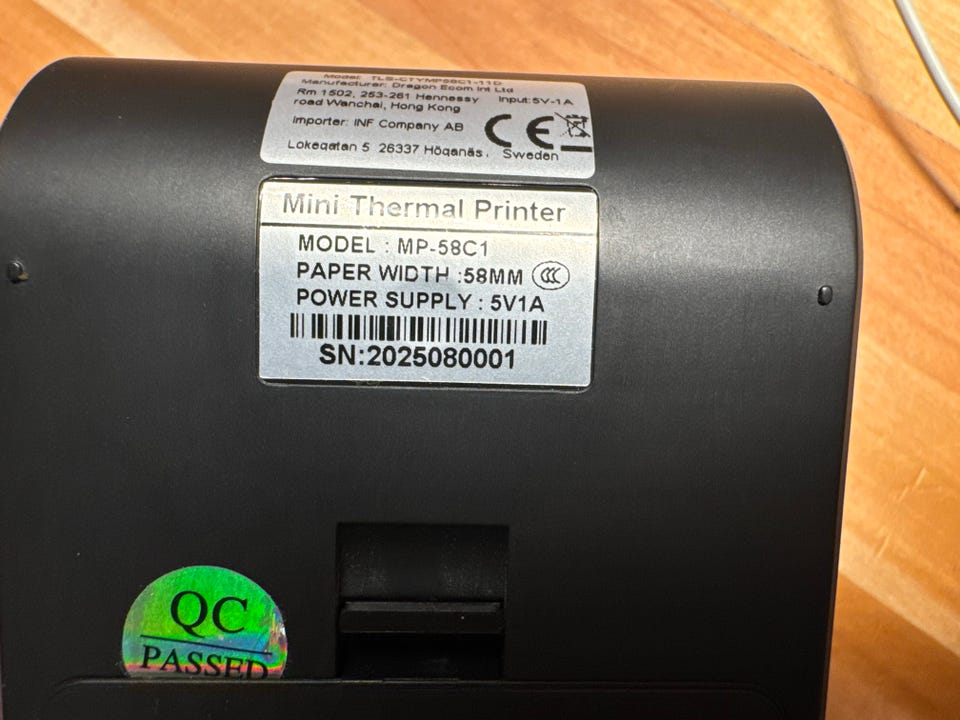 Model: TLS-CTYMP58C1-11D
Manufacturer: Dragon Ecom Int Ltd
Rm 1502, 253-261 Hennessy Input:5V-1A
road Wanchai, Hong Kong
Importer: INF Company AB
CE
Lokegatan 5 26337 Höganäs, Sweden
Mini Thermal Printer
MODEL : MP-58C1
PAPER WIDTH :58MM CCC
POWER SUPPLY : 5V1A
SN:2025080001
QC
PASSED